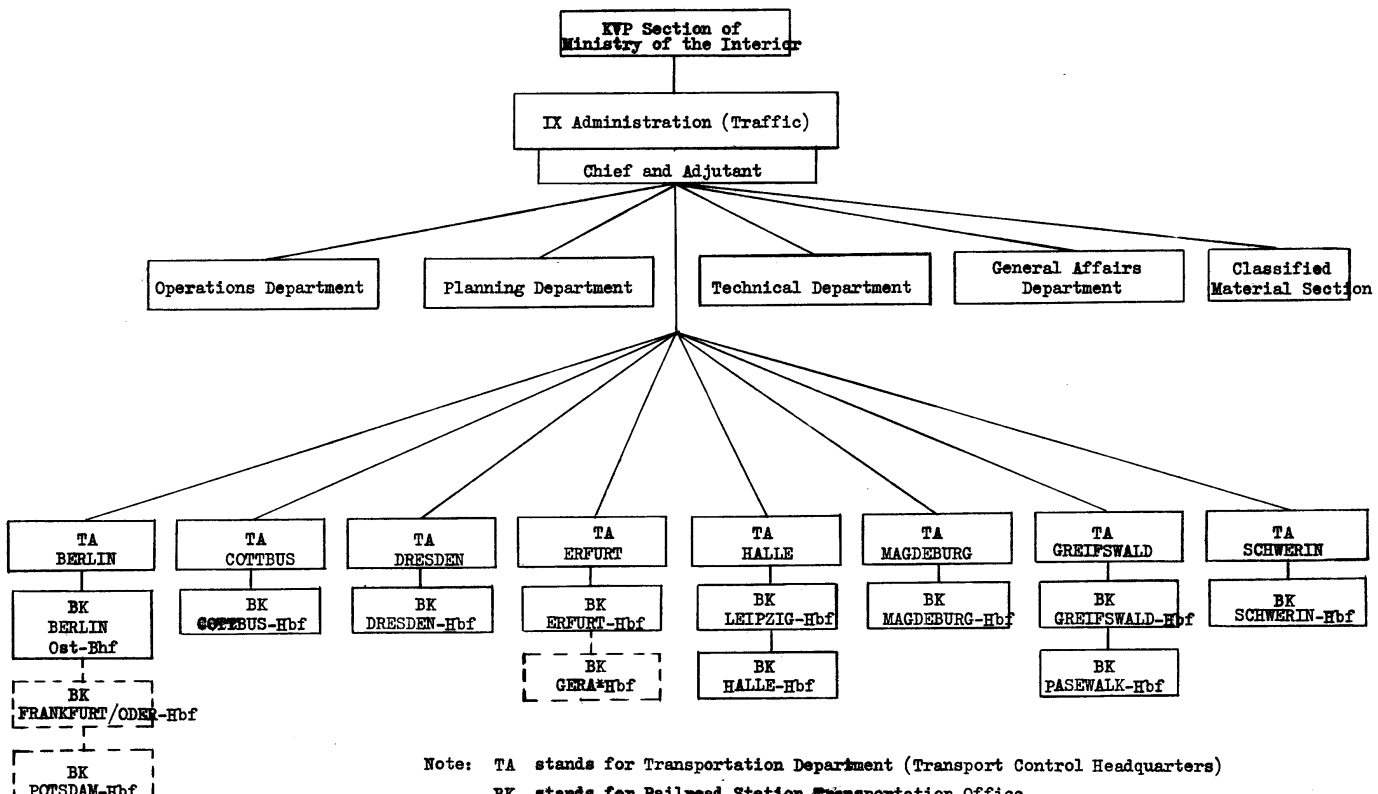 KVP Section of
Ministry of the Interior
IX Administration (Traffic)
Chief and Adjutant
Operations Department
Planning Department
Technical Department
General Affairs
Department
Classified
Material Section
TA
BERLIN
TA
COTTBUS
TA
DRESDEN
TA
ERFURT
TA
HALLE
TA
MAGDEBURG
TA
GREIFSWALD
TA
SCHWERIN
BK
BERLIN
Ost-Bhf
BK
COTTBUS-Hbf
BK
DRESDEN-Hbf
BK
ERFURT-Hbf
BK
LEIPZIG-Hbf
BK
MAGDEBURG-Hbf
BK
GREIFSWALD-Hbf
BK
SCHWERIN-Hbf
BK
FRANKFURT/ODER-Hbf
BK
GERA*Hbf
BK
HALLE-Hbf
BK
PASEWALK-Hbf
BK
POTSDAM-Hbf
Note: TA stands for Transportation Department (Transport Control Headquarters)
BK stands for Railroad Station Transportation Office